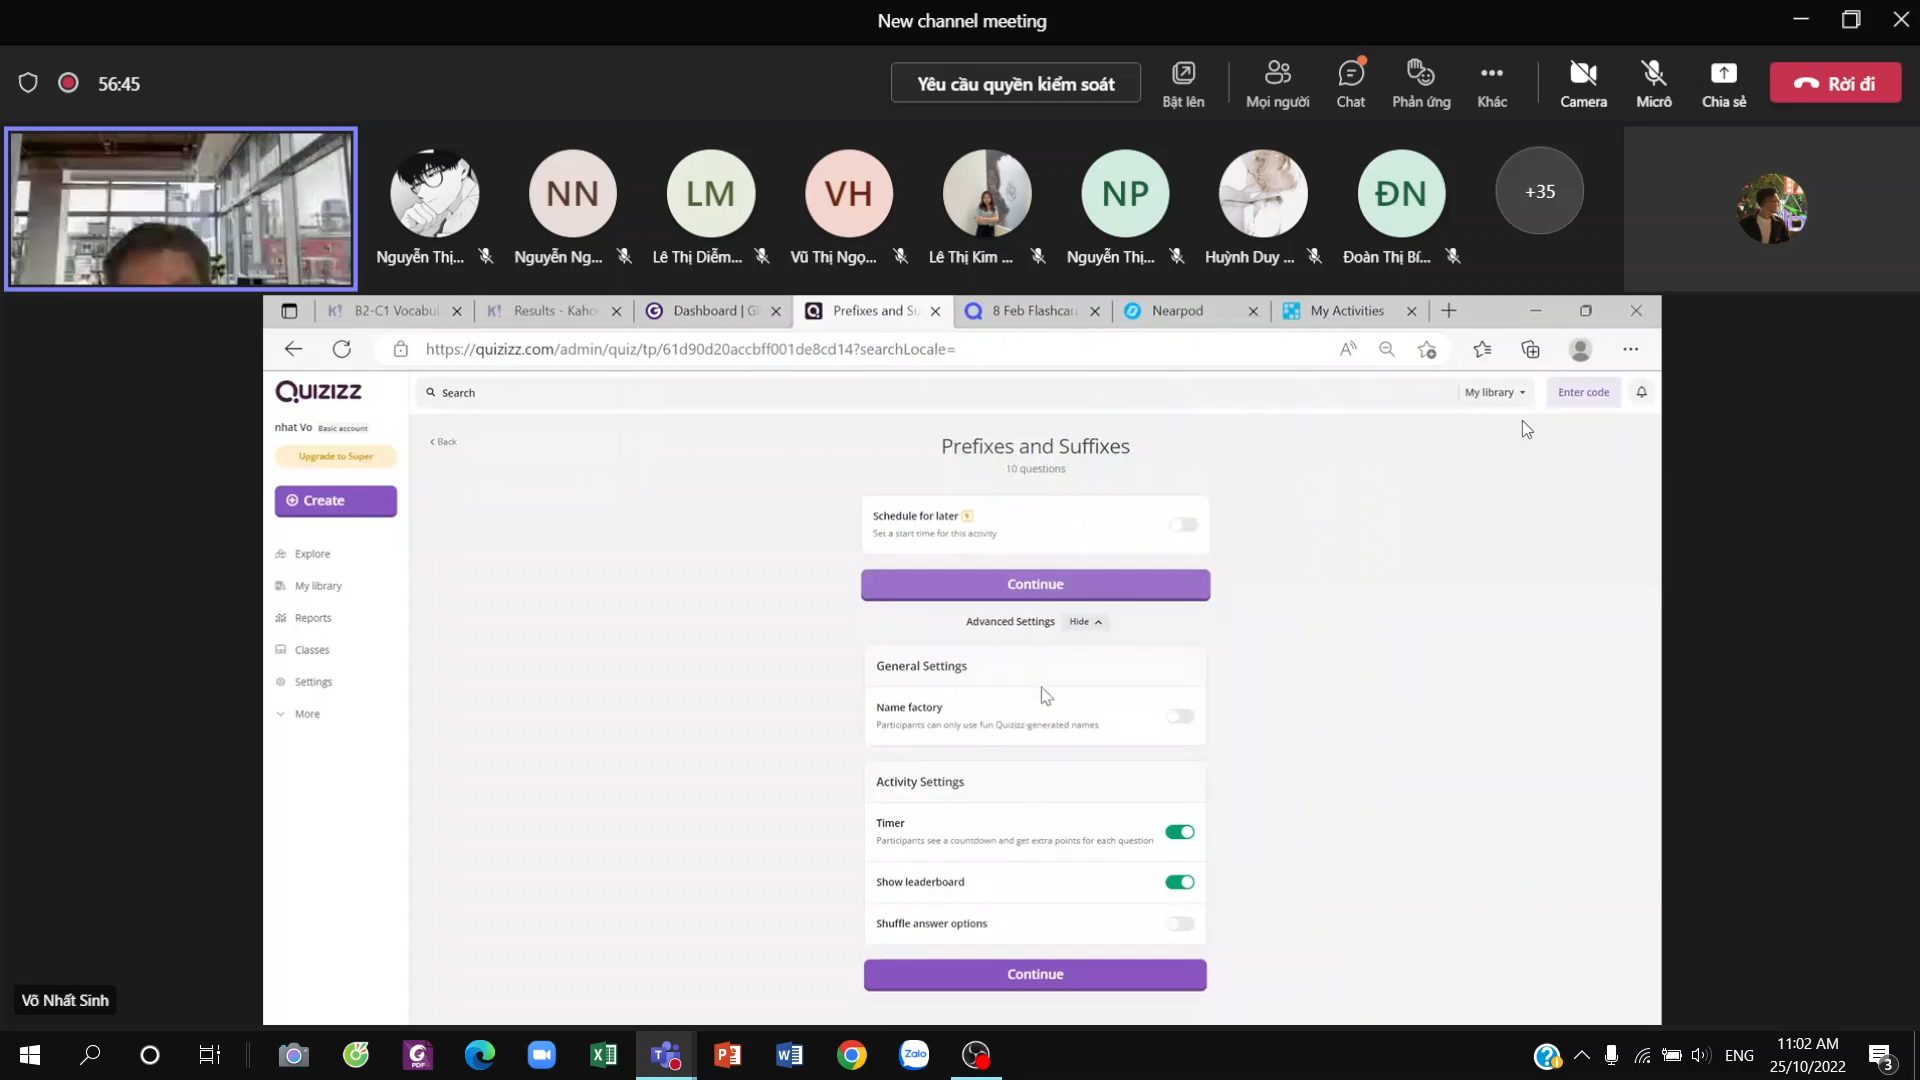 New channel meeting
56:45
Yêu cầu quyền kiểm soát
Bật lên
Mọi người
Chat
Phản ứng
Khác
Camera
Micrô
Chia sẻ
Rời đi
NN
LM
VH
NP
ĐN
+35
Nguyễn Thị...
Nguyễn Ng...
Lê Thị Diễm...
Vũ Thị Ngọ...
Lê Thị Kim ...
Nguyễn Thị...
Huỳnh Duy ...
Đoàn Thị Bí...
K! B2-C1 Vocabul
K! Results - Kaho
Dashboard | Gi
Prefixes and Su
8 Feb Flashcar
Nearpod
My Activities
https://quizizz.com/admin/quiz/tp/61d90d20accbff001de8cd14?searchLocale=
QUIZIZZ
Search
My library
Enter code
nhat Vo Basic account
Upgrade to Super
Create
Explore
My library
Reports
Classes
Settings
More
Back
Prefixes and Suffixes
10 questions
Schedule for later
Set a start time for this activity
Continue
Advanced Settings Hide
General Settings
Name factory
Participants can only use fun Quizizz-generated names
Activity Settings
Timer
Participants see a countdown and get extra points for each question
Show leaderboard
Shuffle answer options
Continue
Võ Nhất Sinh
Zalo
ENG
11:02 AM
25/10/2022
3